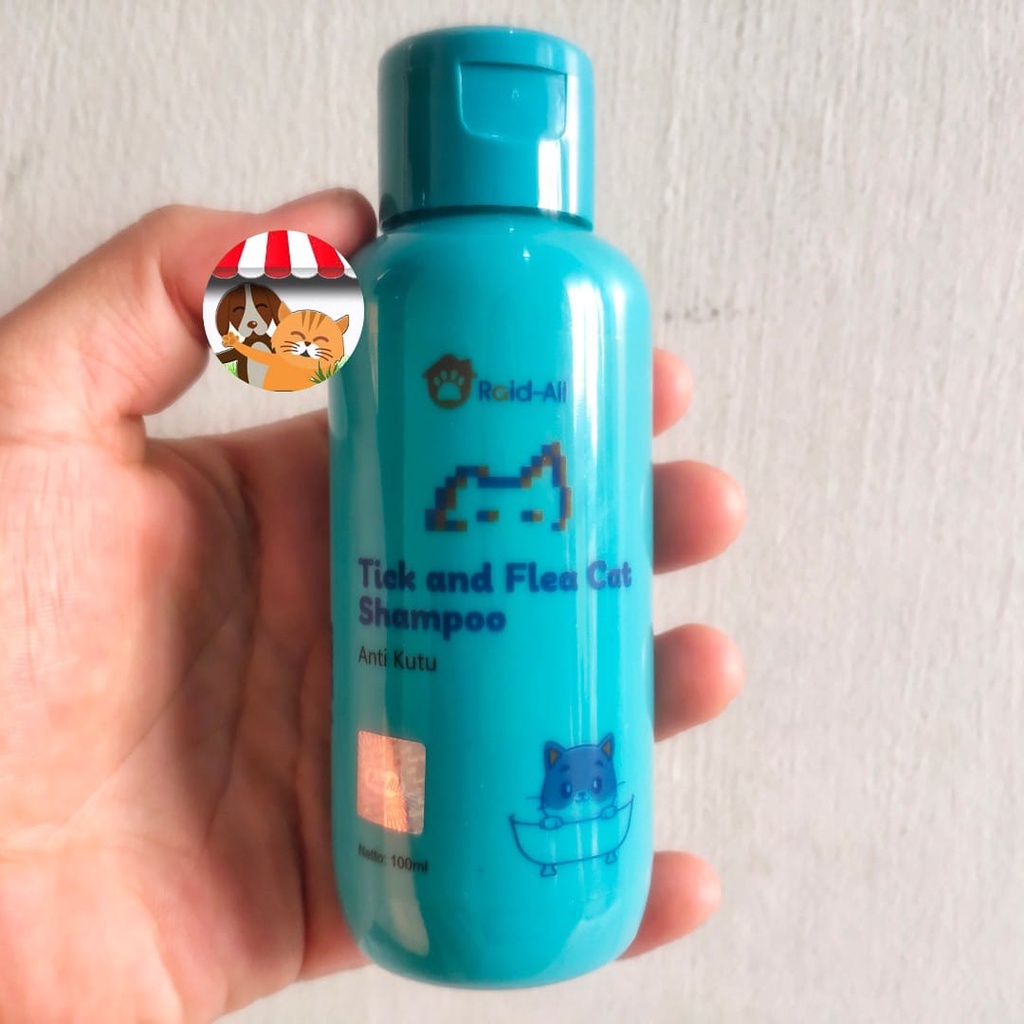 Raid-All
Tick and Flea Cat
Shampoo
Anti Kutu
Netto: 100ml